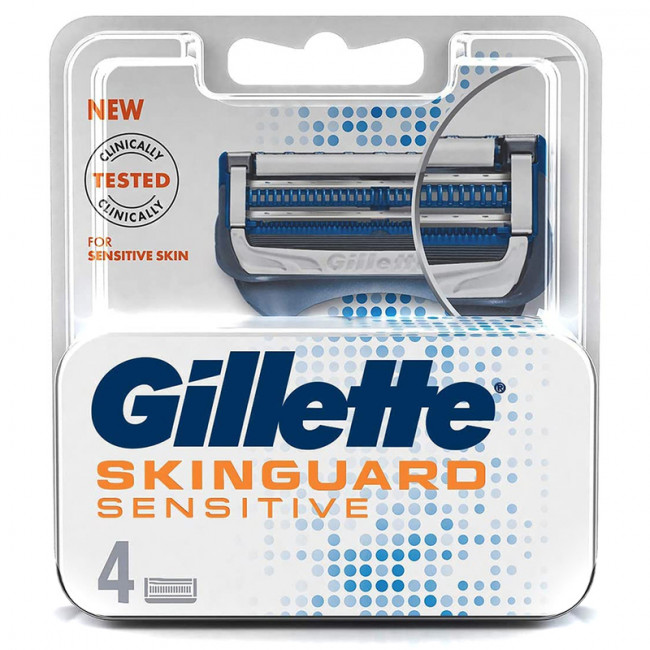 NEW
CLINICALLY
TESTED
CLINICALLY
FOR
SENSITIVE SKIN
Gillette
Gillette®
SKINGUARD
SENSITIVE
4